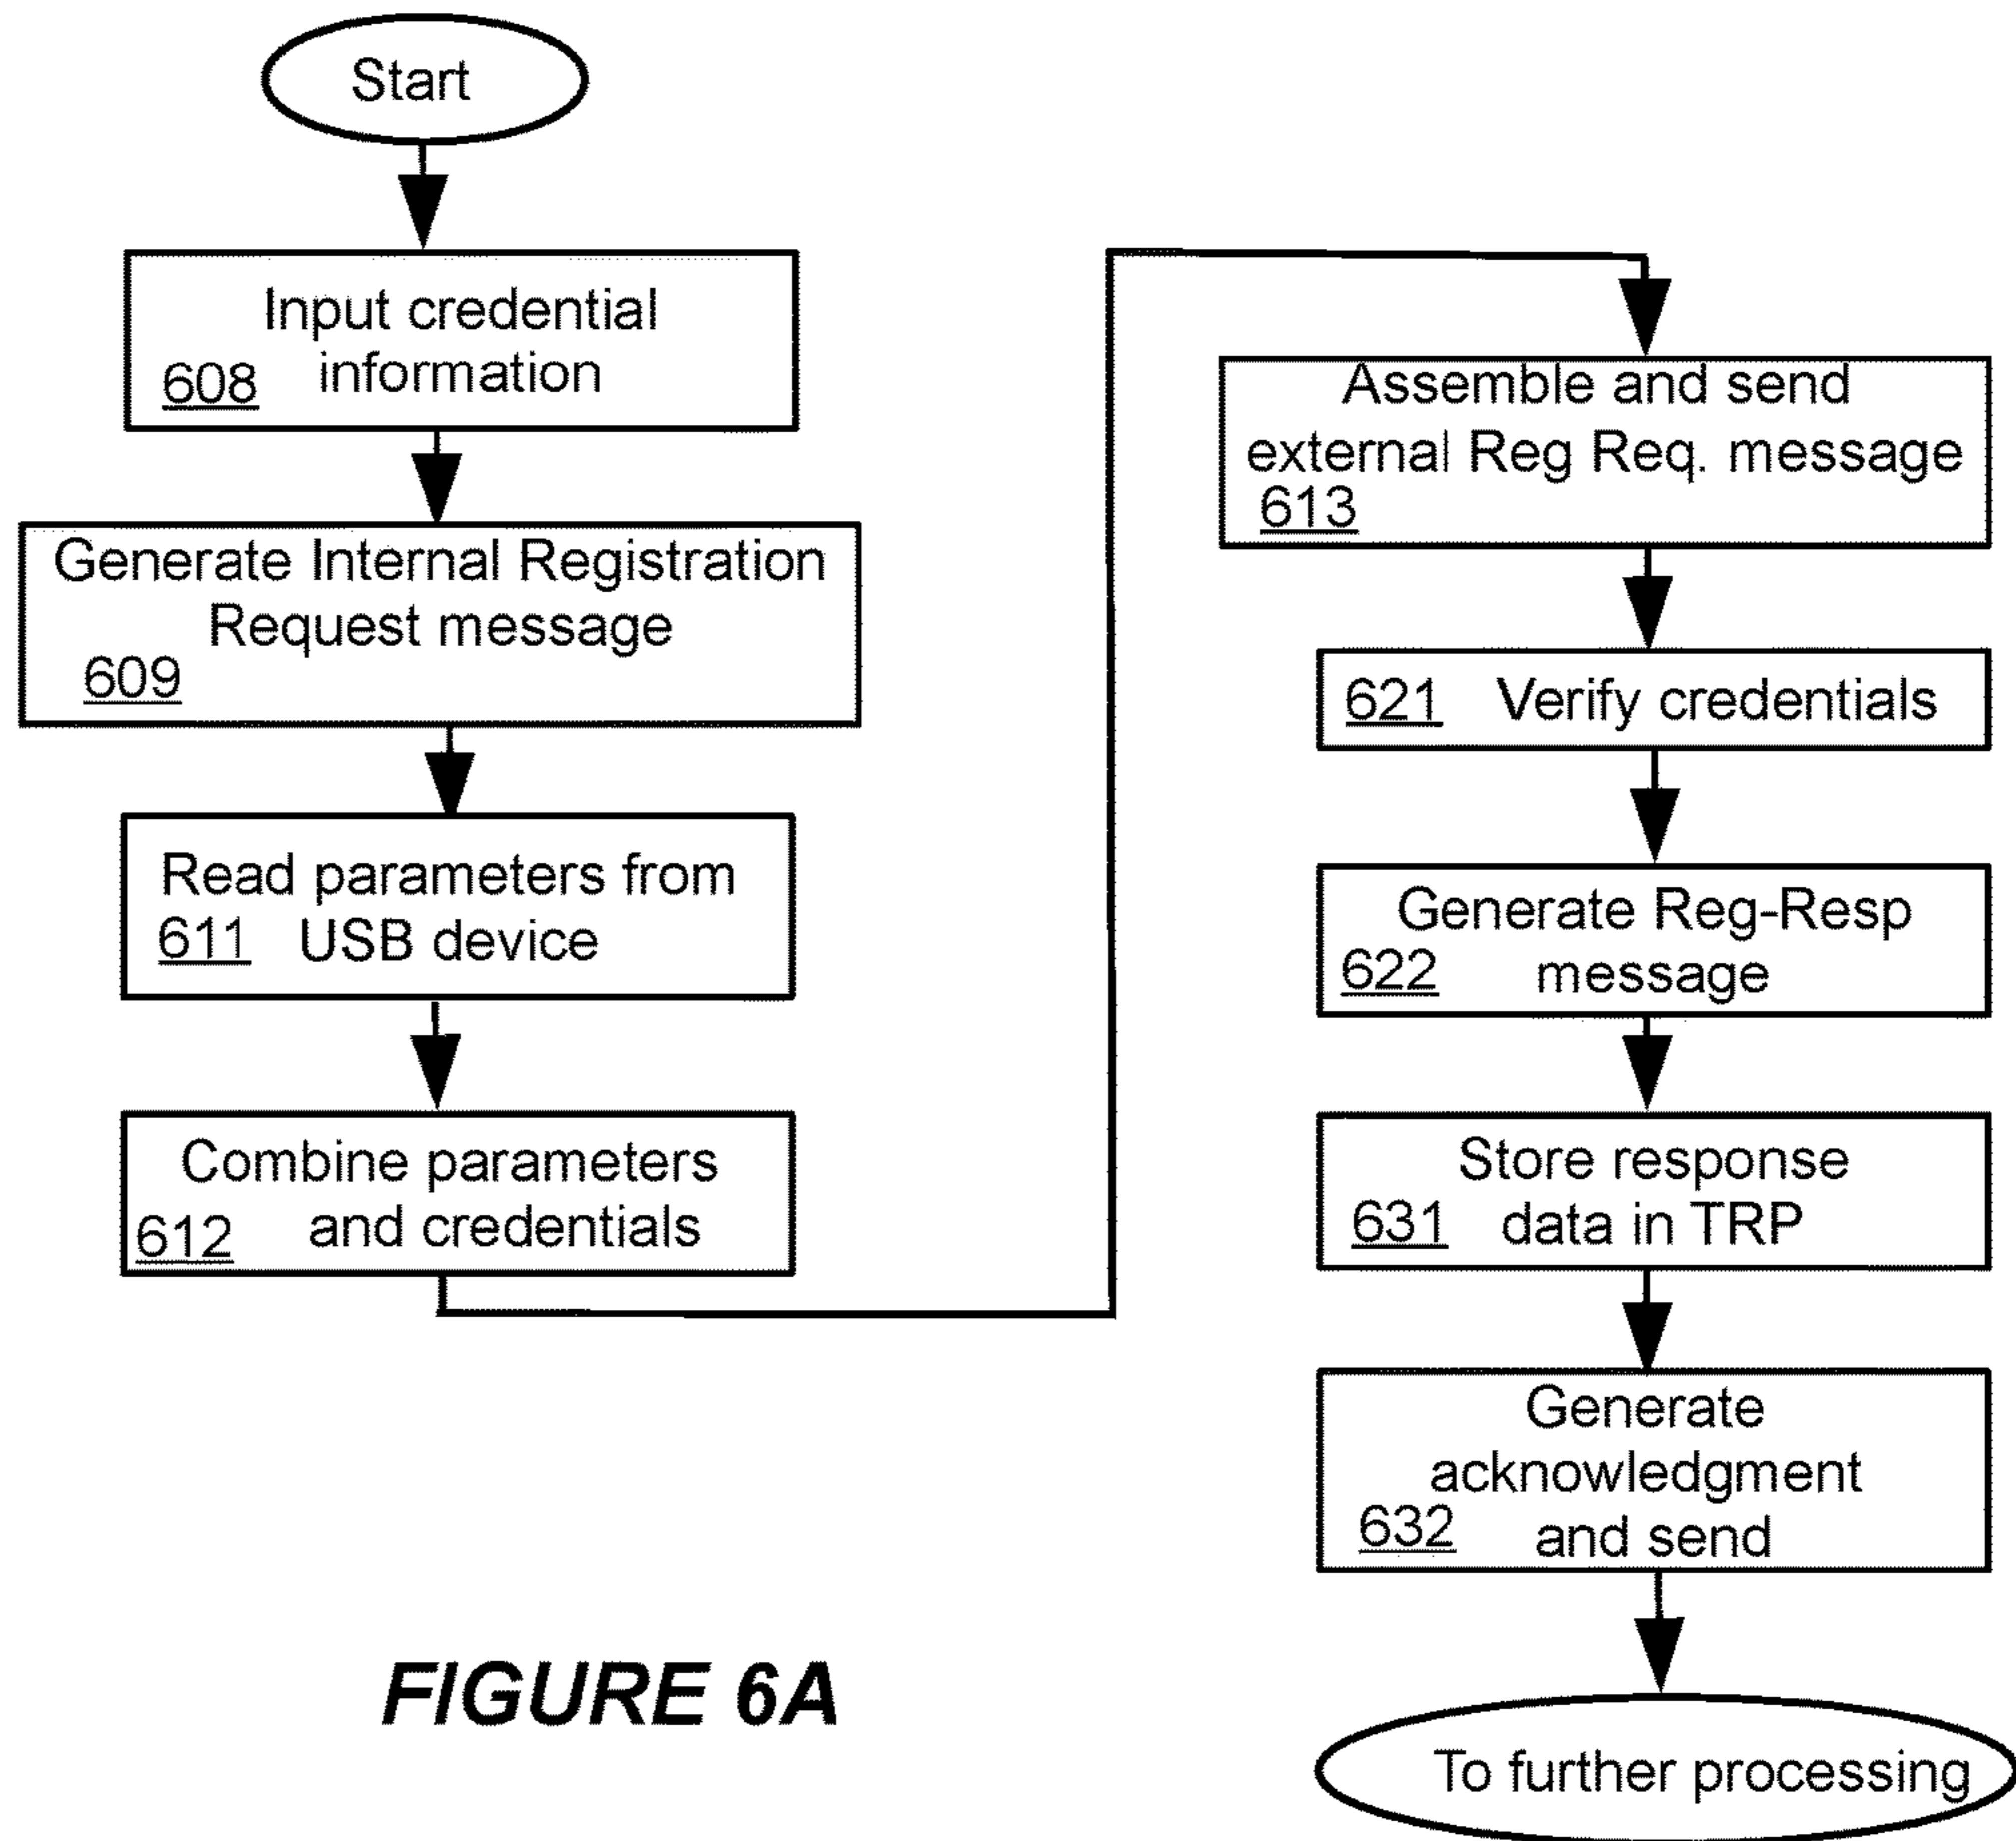 Start
Input credential
information
608
Generate Internal Registration
Request message
609
Read parameters from
611 USB device
Combine parameters
612 and credentials
Assemble and send
external Reg Req. message
613
621 Verify credentials
Generate Reg-Resp
622 message
Store response
631 data in TRP
Generate
acknowledgment
632 and send
To further processing
FIGURE 6A